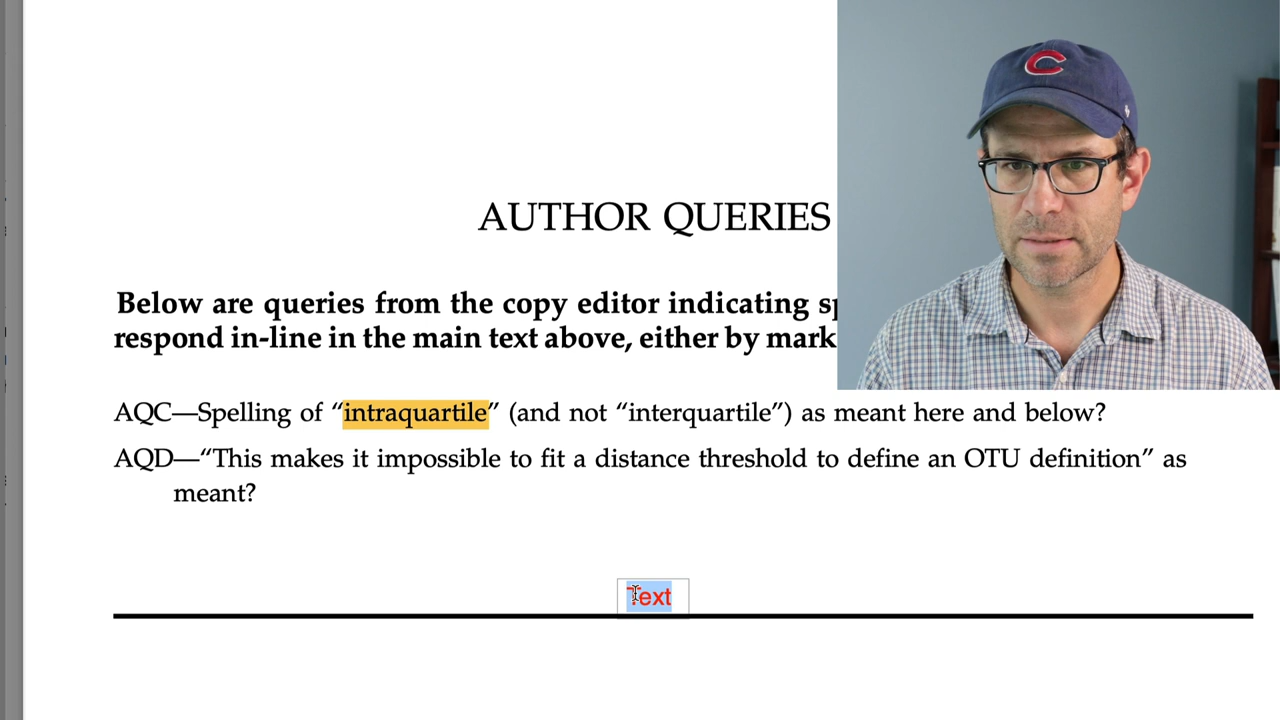 C
AUTHOR QUERIES
Below are queries from the copy editor indicating
respond in-line in the main text above, either by mark
AQC—Spelling of “intraquartile” (and not “interquartile”) as meant here and below?
AQD—“This makes it impossible to fit a distance threshold to define an OTU definition” as
meant?
Text